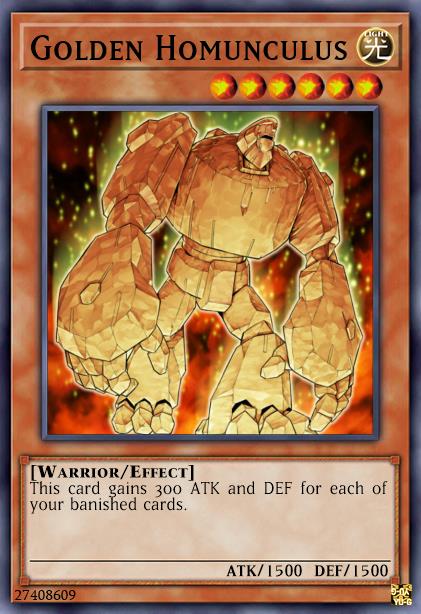 Golden Homunculus
LIGHT
光
[Warrior/Effect]
This card gains 300 ATK and DEF for each of
your banished cards.
ATK/1500 DEF/1500
27408609